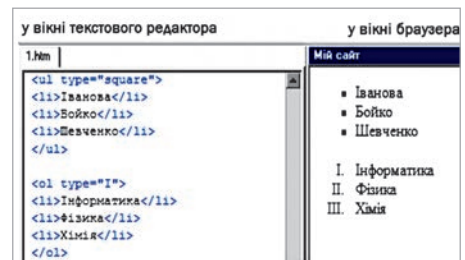 у вікні текстового редактора
у вікні браузера
1.htm
<ul type="square">
<li>Іванова</li>
<li>Бойко</li>
<li>Шевченко</li>
</ul>
<ol type="I">
<li>Інформатика</li>
<li>Фізика</li>
<li>Хімія</li>
</ol>
Мій сайт
▪ Іванова
▪ Бойко
▪ Шевченко
I. Інформатика
II. Фізика
III. Хімія